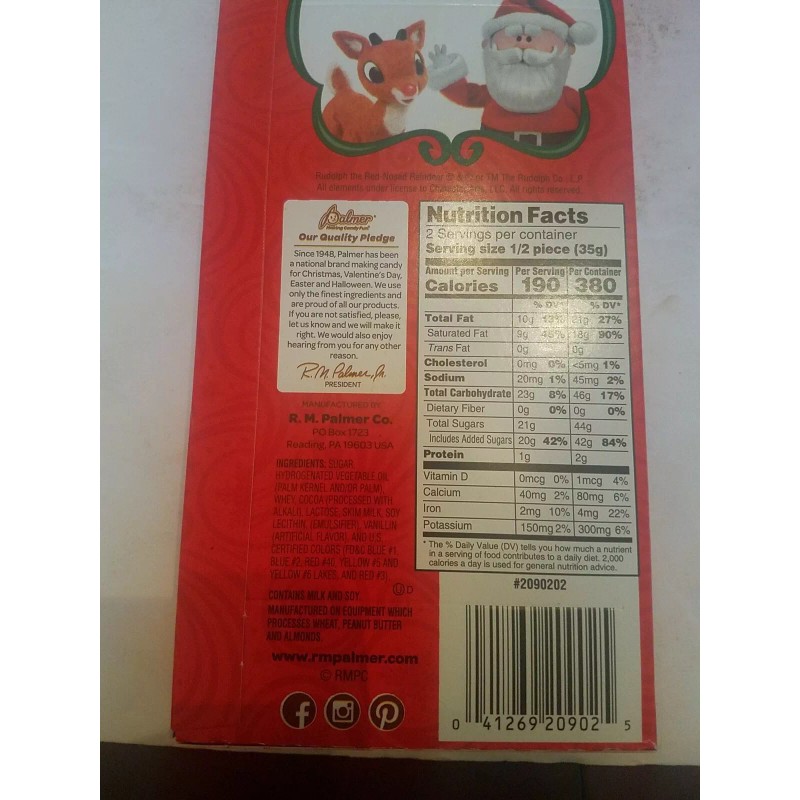 Rudolph the Red-Nosed Reindeer © & ® or TM The Rudolph Co., L.P.
All elements under license to Character Arts, LLC. All rights reserved.
Palmer
Making Candy Fun!
Our Quality Pledge
Since 1948, Palmer has been
a national brand making candy
for Christmas, Valentine's Day,
Easter and Halloween. We use
only the finest ingredients and
are proud of all our products.
If you are not satisfied, please,
let us know and we will make it
right. We would also enjoy
hearing from you for any other
reason.
R.M. Palmer, Jr.
PRESIDENT
MANUFACTURED BY
R. M. Palmer Co.
PO Box 1723
Reading, PA 19603 USA
INGREDIENTS: SUGAR,
HYDROGENATED VEGETABLE OIL
(PALM KERNEL AND/OR PALM),
WHEY, COCOA (PROCESSED WITH
ALKALI), LACTOSE, SKIM MILK, SOY
LECITHIN, (EMULSIFIER), VANILLIN
(ARTIFICIAL FLAVOR), AND U.S.
CERTIFIED COLORS (FD&C BLUE #1,
BLUE #2, RED #40, YELLOW #5 AND
YELLOW #6 LAKES, AND RED #3).
U D
CONTAINS MILK AND SOY.
MANUFACTURED ON EQUIPMENT WHICH
PROCESSES WHEAT, PEANUT BUTTER
AND ALMONDS.
www.rmpalmer.com
© RMPC
Nutrition Facts
2 Servings per container
Serving size 1/2 piece (35g)
Amount per Serving Per Serving Per Container
Calories 190 380
% DV* % DV*
Total Fat 10g 13% 21g 27%
Saturated Fat 9g 45% 18g 90%
Trans Fat 0g 0g
Cholesterol 0mg 0% <5mg 1%
Sodium 20mg 1% 45mg 2%
Total Carbohydrate 23g 8% 46g 17%
Dietary Fiber 0g 0% 0g 0%
Total Sugars 21g 44g
Includes Added Sugars 20g 42% 42g 84%
Protein 1g 2g
Vitamin D 0mcg 0% 1mcg 4%
Calcium 40mg 2% 80mg 6%
Iron 2mg 10% 4mg 22%
Potassium 150mg 2% 300mg 6%
* The % Daily Value (DV) tells you how much a nutrient
in a serving of food contributes to a daily diet. 2,000
calories a day is used for general nutrition advice.
#2090202
0 41269 20902 5